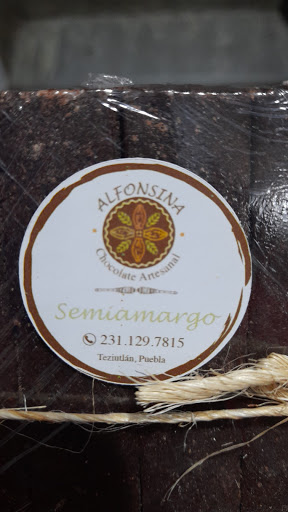 ALFONSINA
Chocolate Artesanal
Semiamargo
231.129.7815
Teziutlán, Puebla